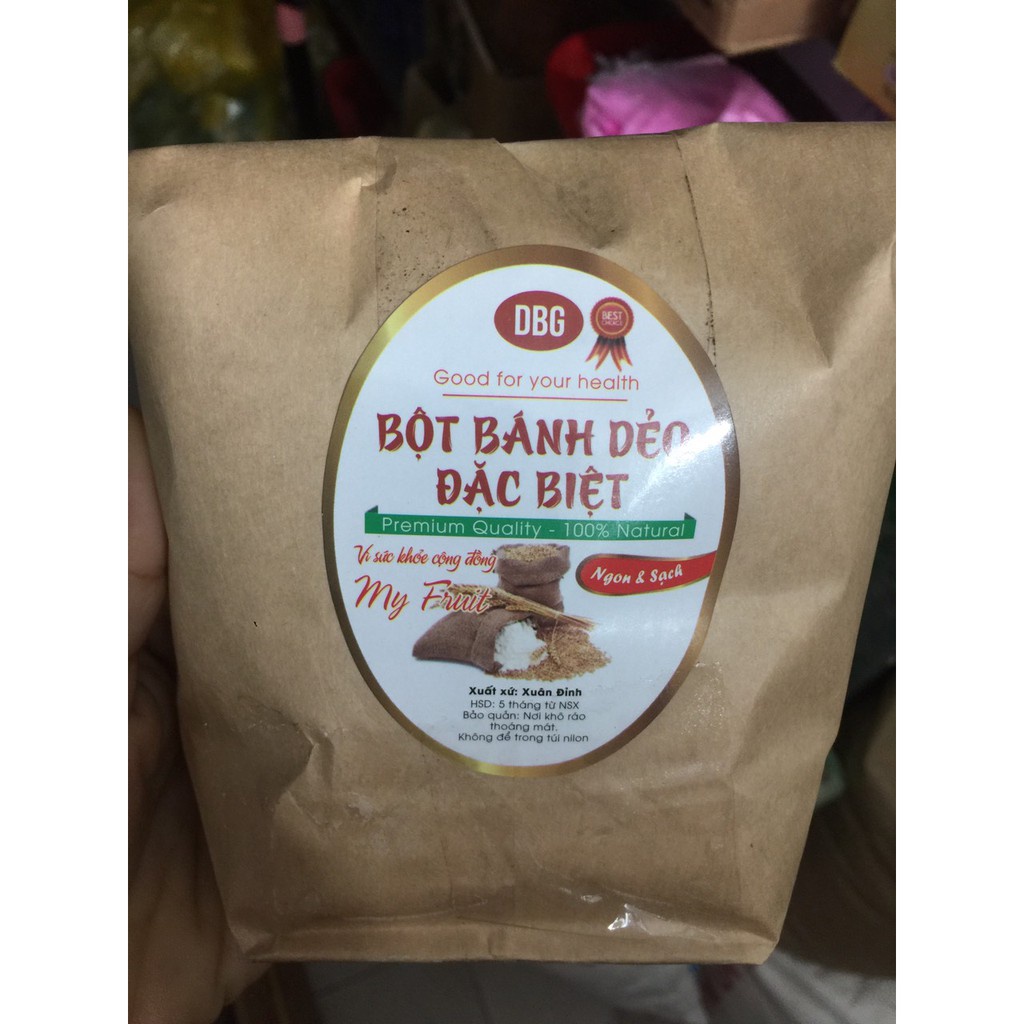 DBG
BEST
CHOICE
Good for your health
BỘT BÁNH DẺO
ĐẶC BIỆT
Premium Quality - 100% Natural
Vì sức khỏe cộng đồng
My Fruit
Ngon & Sạch
Xuất xứ: Xuân Đỉnh
HSD: 5 tháng từ NSX
Bảo quản: Nơi khô ráo
thoáng mát.
Không để trong túi nilon